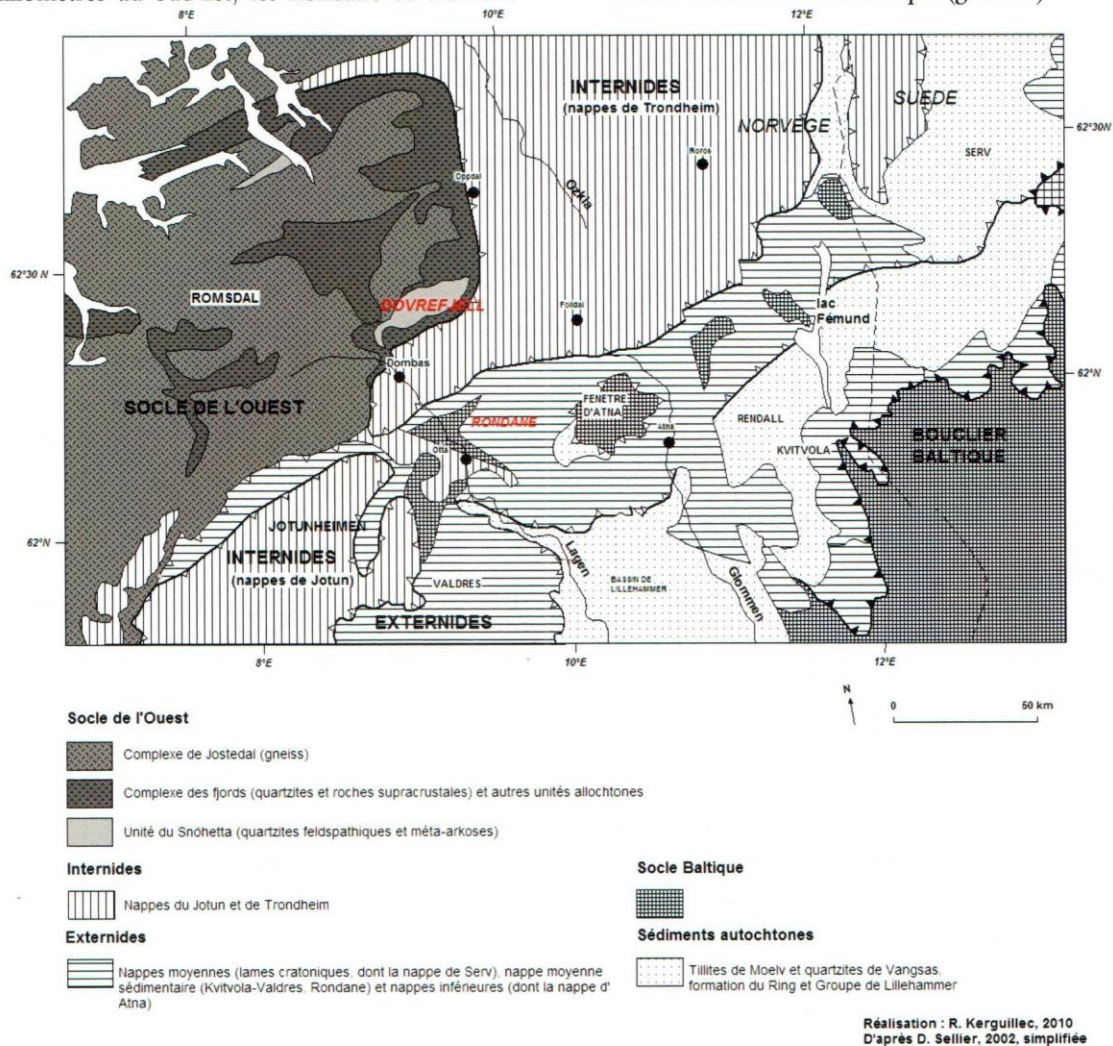 8°E 10°E 12°E
INTERNIDES
(nappes de Trondheim)
SUEDE
NORVEGE
62°30N
Roros
SERV
Oppdal
Ozkla
62°30 N
ROMSDAL
DOVREFJELL
Folldal
lac
Fémund
Dombas
62°N
SOCLE DE L'OUEST
FENETRE
D'ATNA
RONDANE
RENDALL
Atna
BOUCLIER
BALTIQUE
KVITVOLA
Otta
JOTUNHEIMEN
62°N
INTERNIDES
(nappes de Jotun)
Lagen
VALDRES
BASSIN DE
LILLEHAMMER
Glommen
EXTERNIDES
8°E 10°E 12°E
N
0 50 km
Socle de l'Ouest
Complexe de Jostedal (gneiss)
Complexe des fjords (quartzites et roches supracrustales) et autres unités allochtones
Unité du Snöhetta (quartzites feldspathiques et méta-arkoses)
Internides
Nappes du Jotun et de Trondheim
Externides
Nappes moyennes (lames cratoniques, dont la nappe de Serv), nappe moyenne
sédimentaire (Kvitvola-Valdres, Rondane) et nappes inférieures (dont la nappe d'
Atna)
Socle Baltique
Sédiments autochtones
Tillites de Moelv et quartzites de Vangsas,
formation du Ring et Groupe de Lillehammer
Réalisation : R. Kerguillec, 2010
D'après D. Sellier, 2002, simplifiée